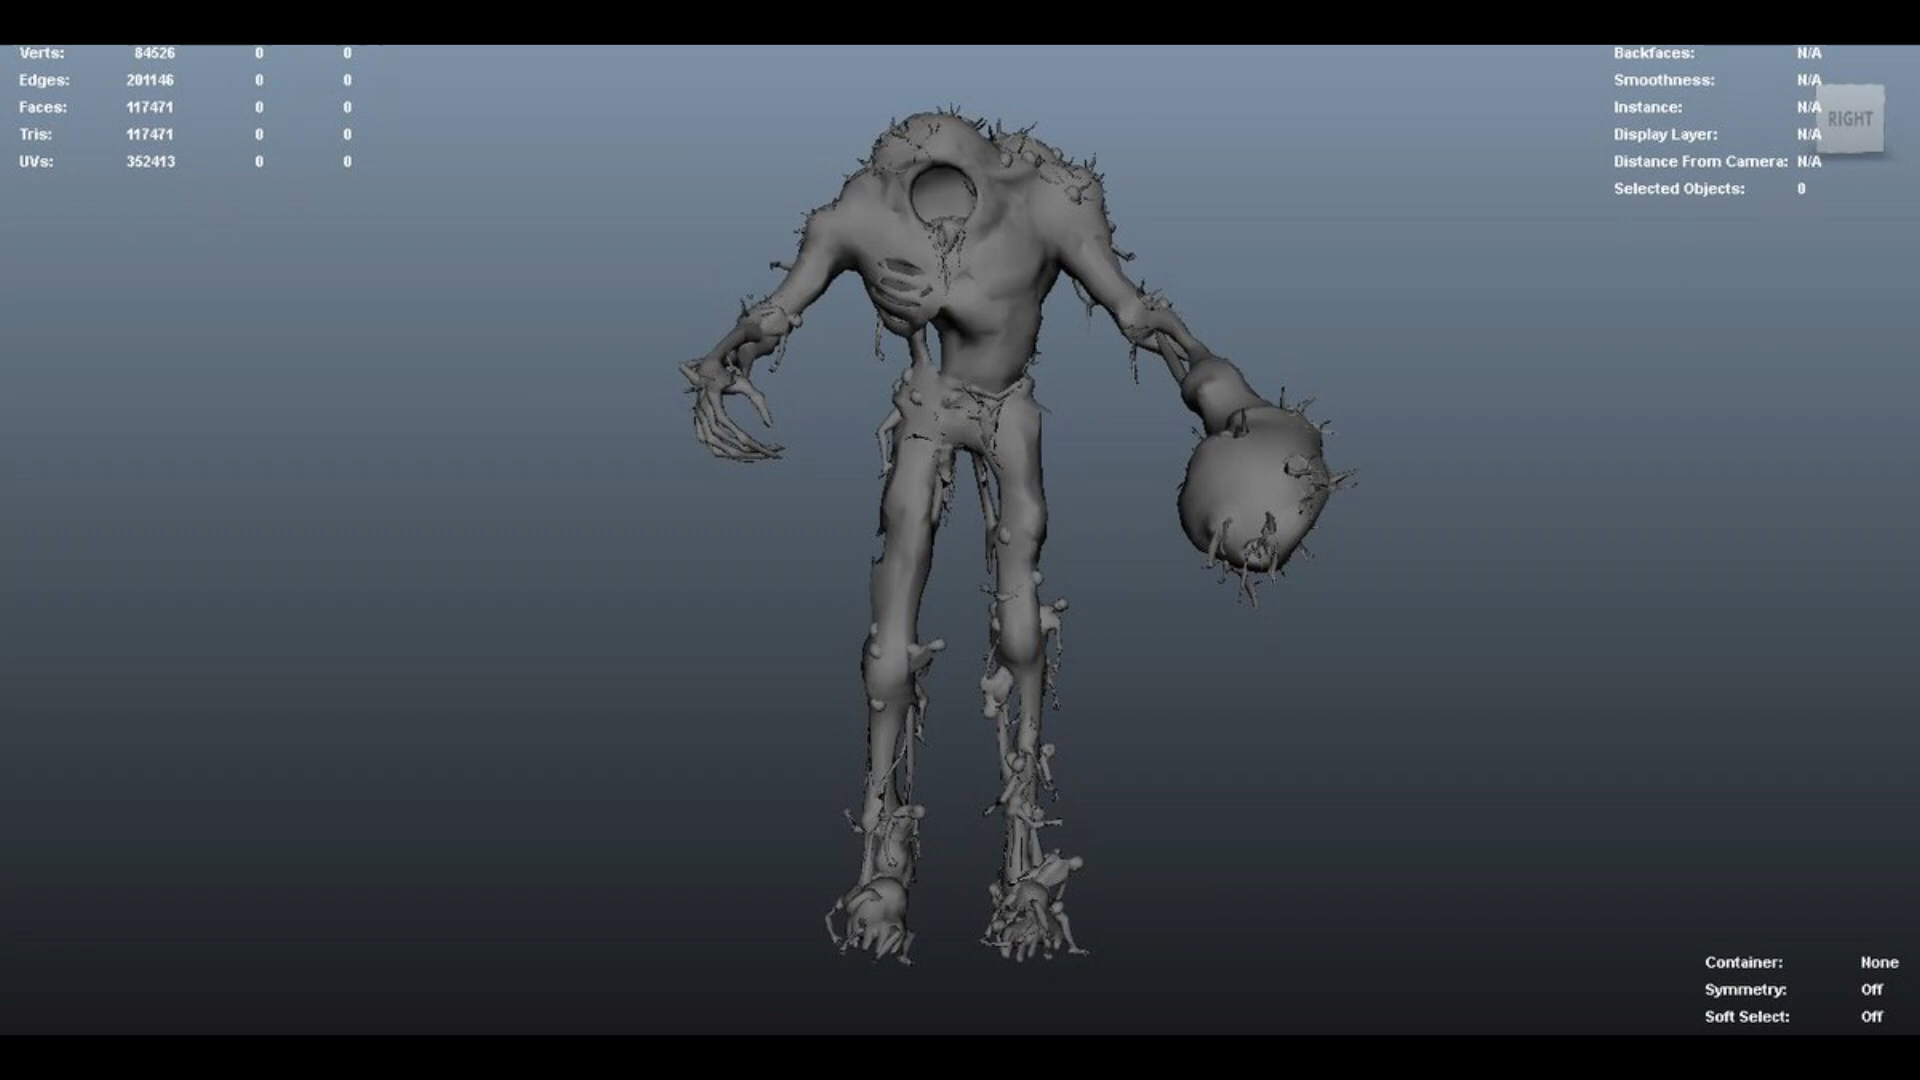 Verts: 84526 0 0
Edges: 201146 0 0
Faces: 117471 0 0
Tris: 117471 0 0
UVs: 352413 0 0
Backfaces: N/A
Smoothness: N/A
Instance: N/A
Display Layer: N/A
Distance From Camera: N/A
Selected Objects: 0
RIGHT
Container: None
Symmetry: Off
Soft Select: Off